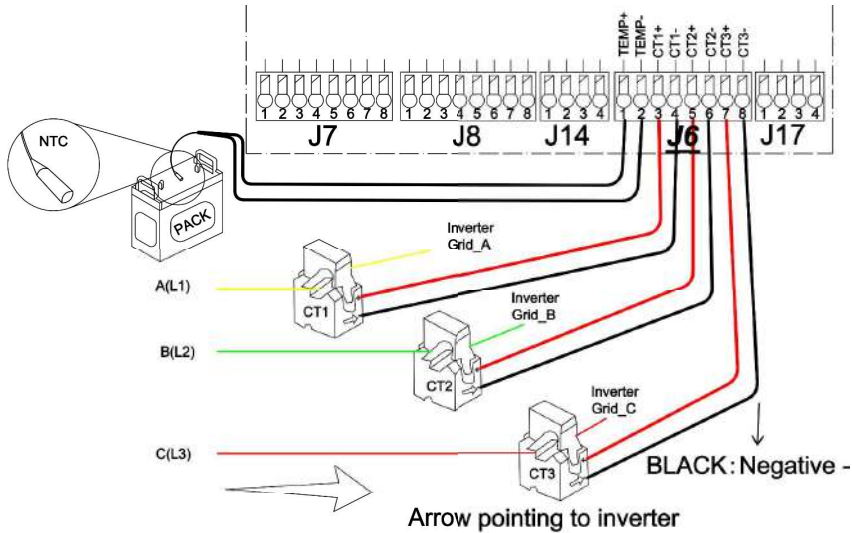 TEMP+ TEMP- CT1+ CT1- CT2+ CT2- CT3+ CT3-
1 2 3 4 5 6 7 8
1 2 3 4 5 6 7 8
1 2 3 4
1 2 3 4 5 6 7 8
1 2 3 4
J7 J8 J14 J6 J17
NTC
PACK
Inverter
Grid_A
A(L1)
CT1
Inverter
Grid_B
B(L2)
CT2
Inverter
Grid_C
C(L3)
CT3
BLACK: Negative -
Arrow pointing to inverter